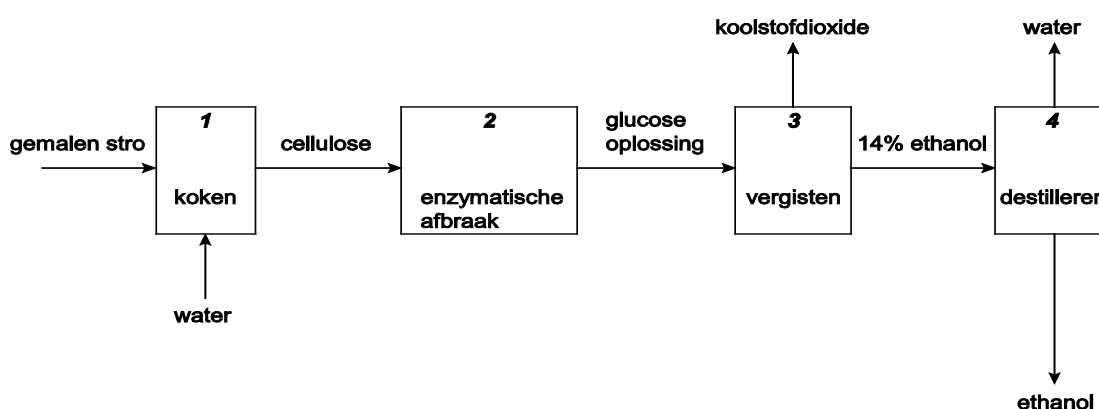 koolstofdioxide
water
gemalen stro
1
koken
water
cellulose
2
enzymatische
afbraak
glucose
oplossing
3
vergisten
14% ethanol
4
destilleren
ethanol